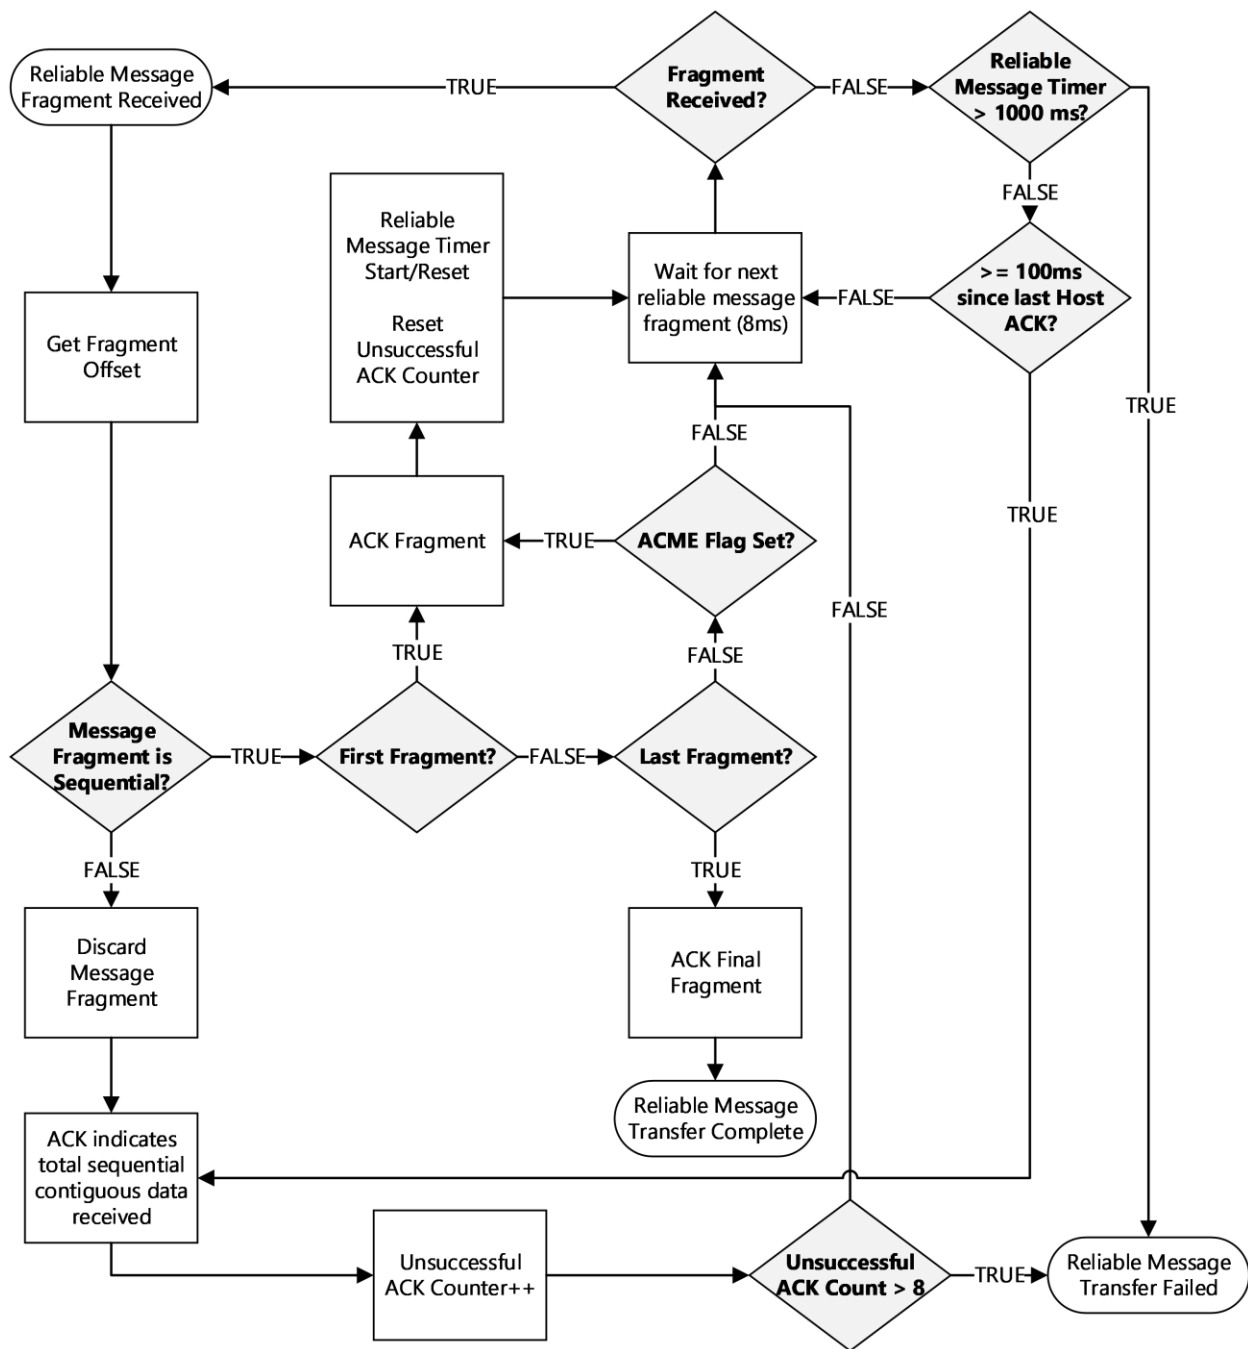 Reliable Message
Fragment Received
TRUE
Fragment
Received?
FALSE
Reliable
Message Timer
> 1000 ms?
FALSE
TRUE
Get Fragment
Offset
Reliable
Message Timer
Start/Reset
Reset
Unsuccessful
ACK Counter
Wait for next
reliable message
fragment (8ms)
FALSE
>= 100ms
since last Host
ACK?
TRUE
FALSE
ACK Fragment
TRUE
ACME Flag Set?
FALSE
TRUE
FALSE
Message
Fragment is
Sequential?
TRUE
First Fragment?
FALSE
Last Fragment?
FALSE
TRUE
Discard
Message
Fragment
ACK Final
Fragment
Reliable Message
Transfer Complete
ACK indicates
total sequential
contiguous data
received
Unsuccessful
ACK Counter++
Unsuccessful
ACK Count > 8
TRUE
Reliable Message
Transfer Failed